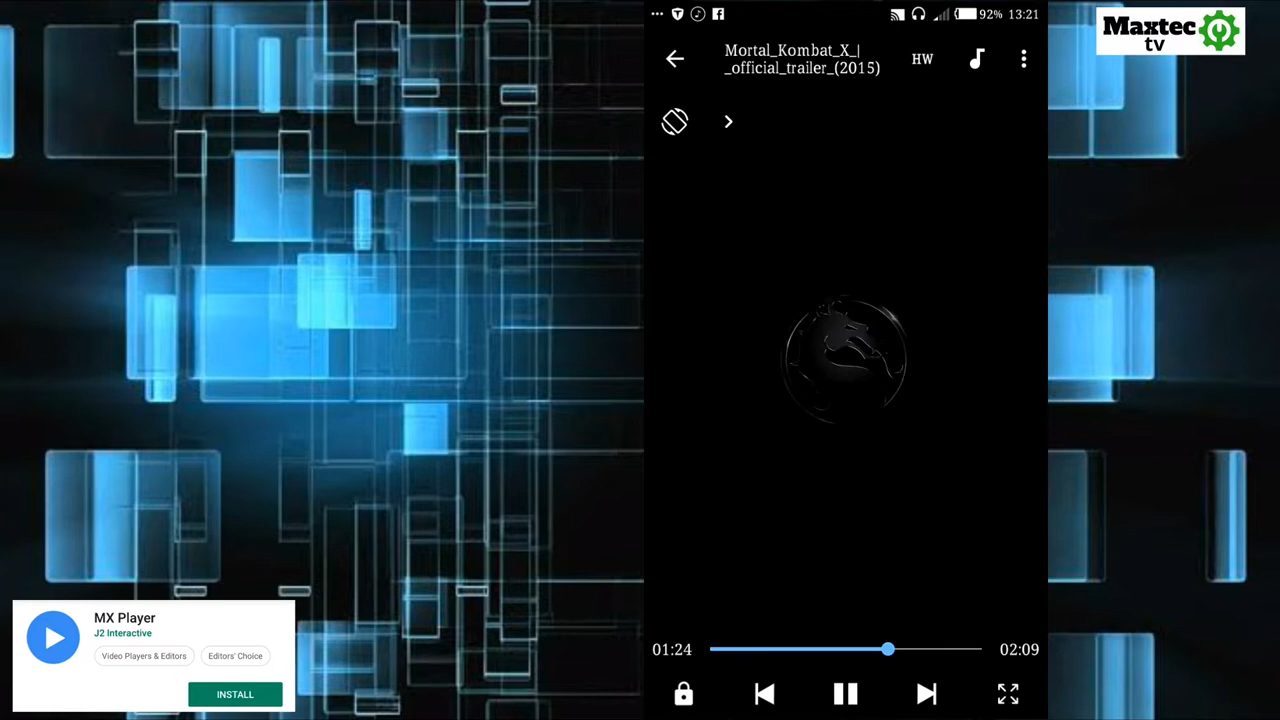 92% 13:21
Mortal_Kombat_X_|
_official_trailer_(2015)
HW
Maxtec
tv
01:24
02:09
MX Player
J2 Interactive
Video Players & Editors
Editors' Choice
INSTALL